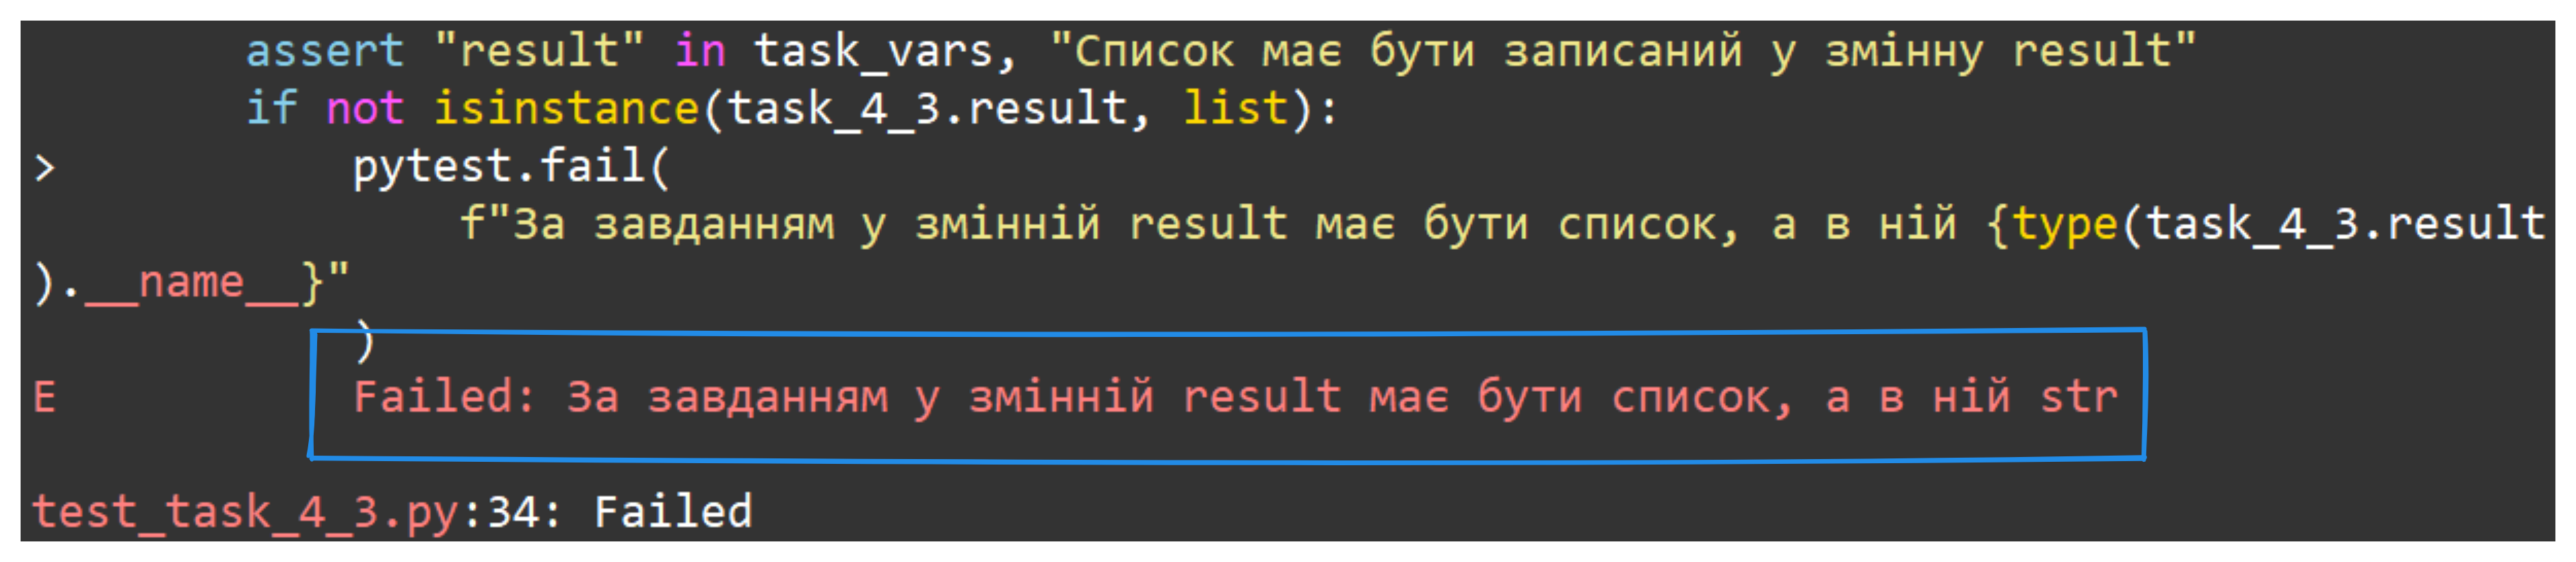 assert "result" in task_vars, "Список має бути записаний у змінну result"
if not isinstance(task_4_3.result, list):
> pytest.fail(
f"За завданням у змінній result має бути список, а в ній {type(task_4_3.result
).__name__}"
)
E Failed: За завданням у змінній result має бути список, а в ній str
test_task_4_3.py:34: Failed